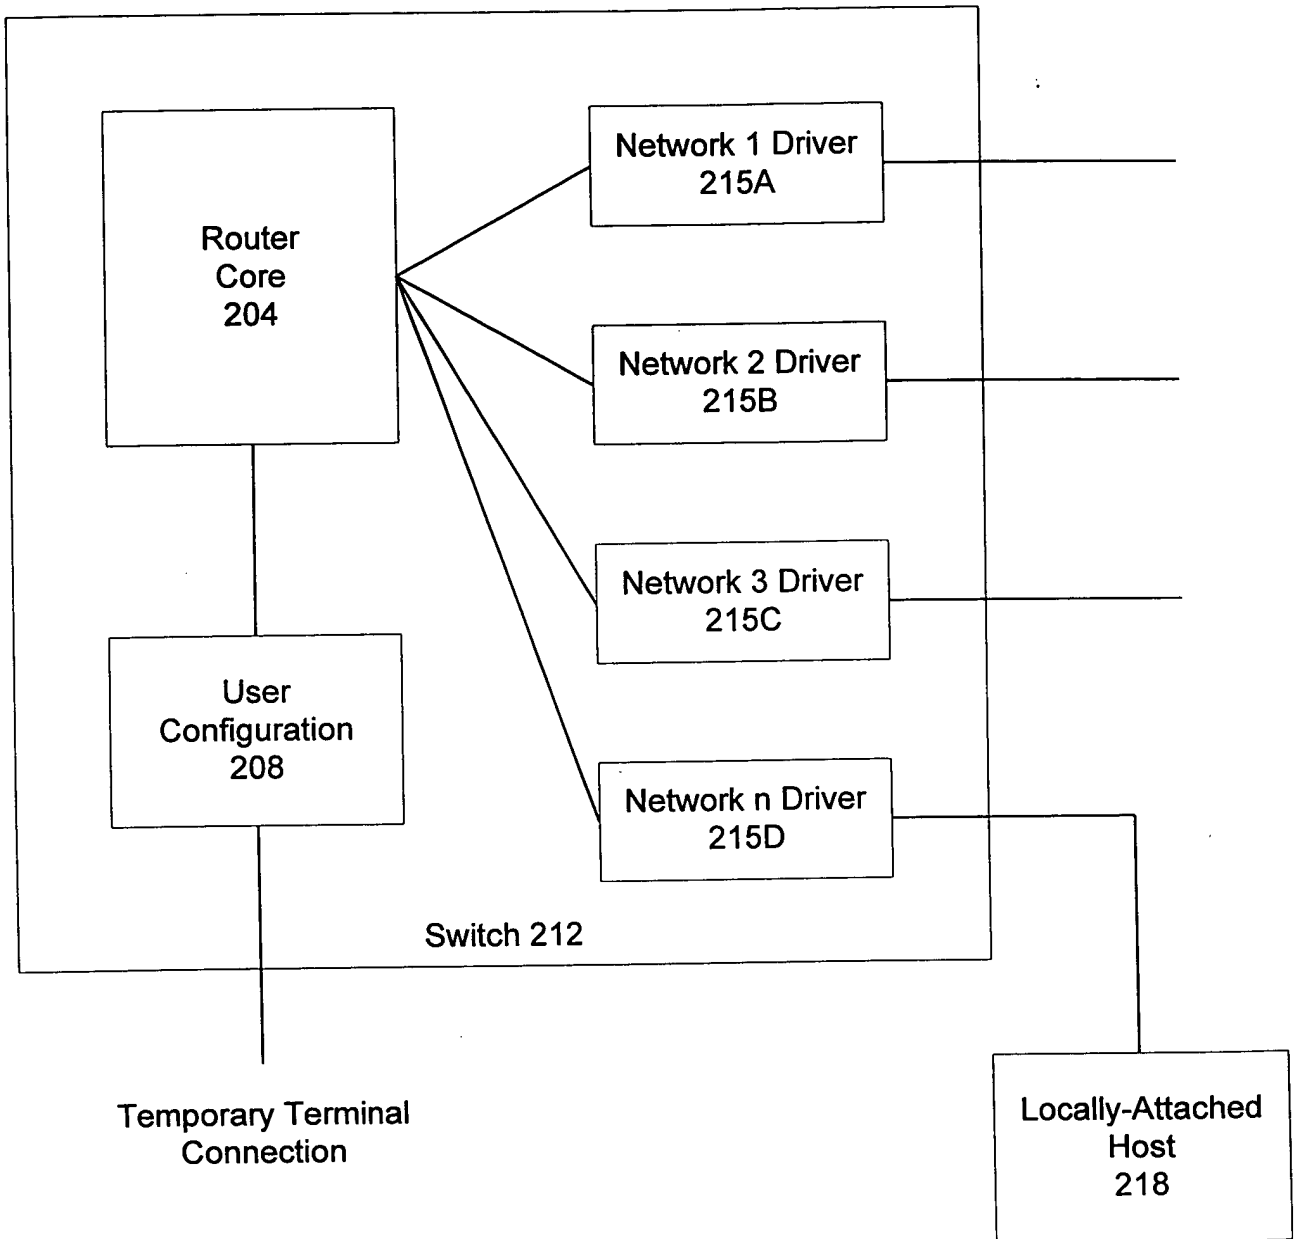 Router
Core
204
Network 1 Driver
215A
Network 2 Driver
215B
Network 3 Driver
215C
User
Configuration
208
Network n Driver
215D
Switch 212
Temporary Terminal
Connection
Locally-Attached
Host
218